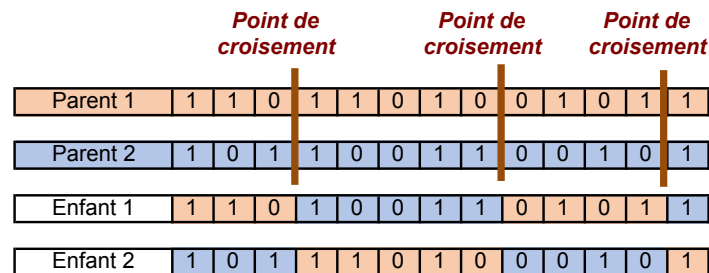 Point de croisement
Point de croisement
Point de croisement
Parent 1 1 1 0 1 1 0 1 0 0 1 0 1 1
Parent 2 1 0 1 1 0 0 1 1 0 0 1 0 1
Enfant 1 1 1 0 1 0 0 1 1 0 1 0 1 1
Enfant 2 1 0 1 1 1 0 1 0 0 0 1 0 1